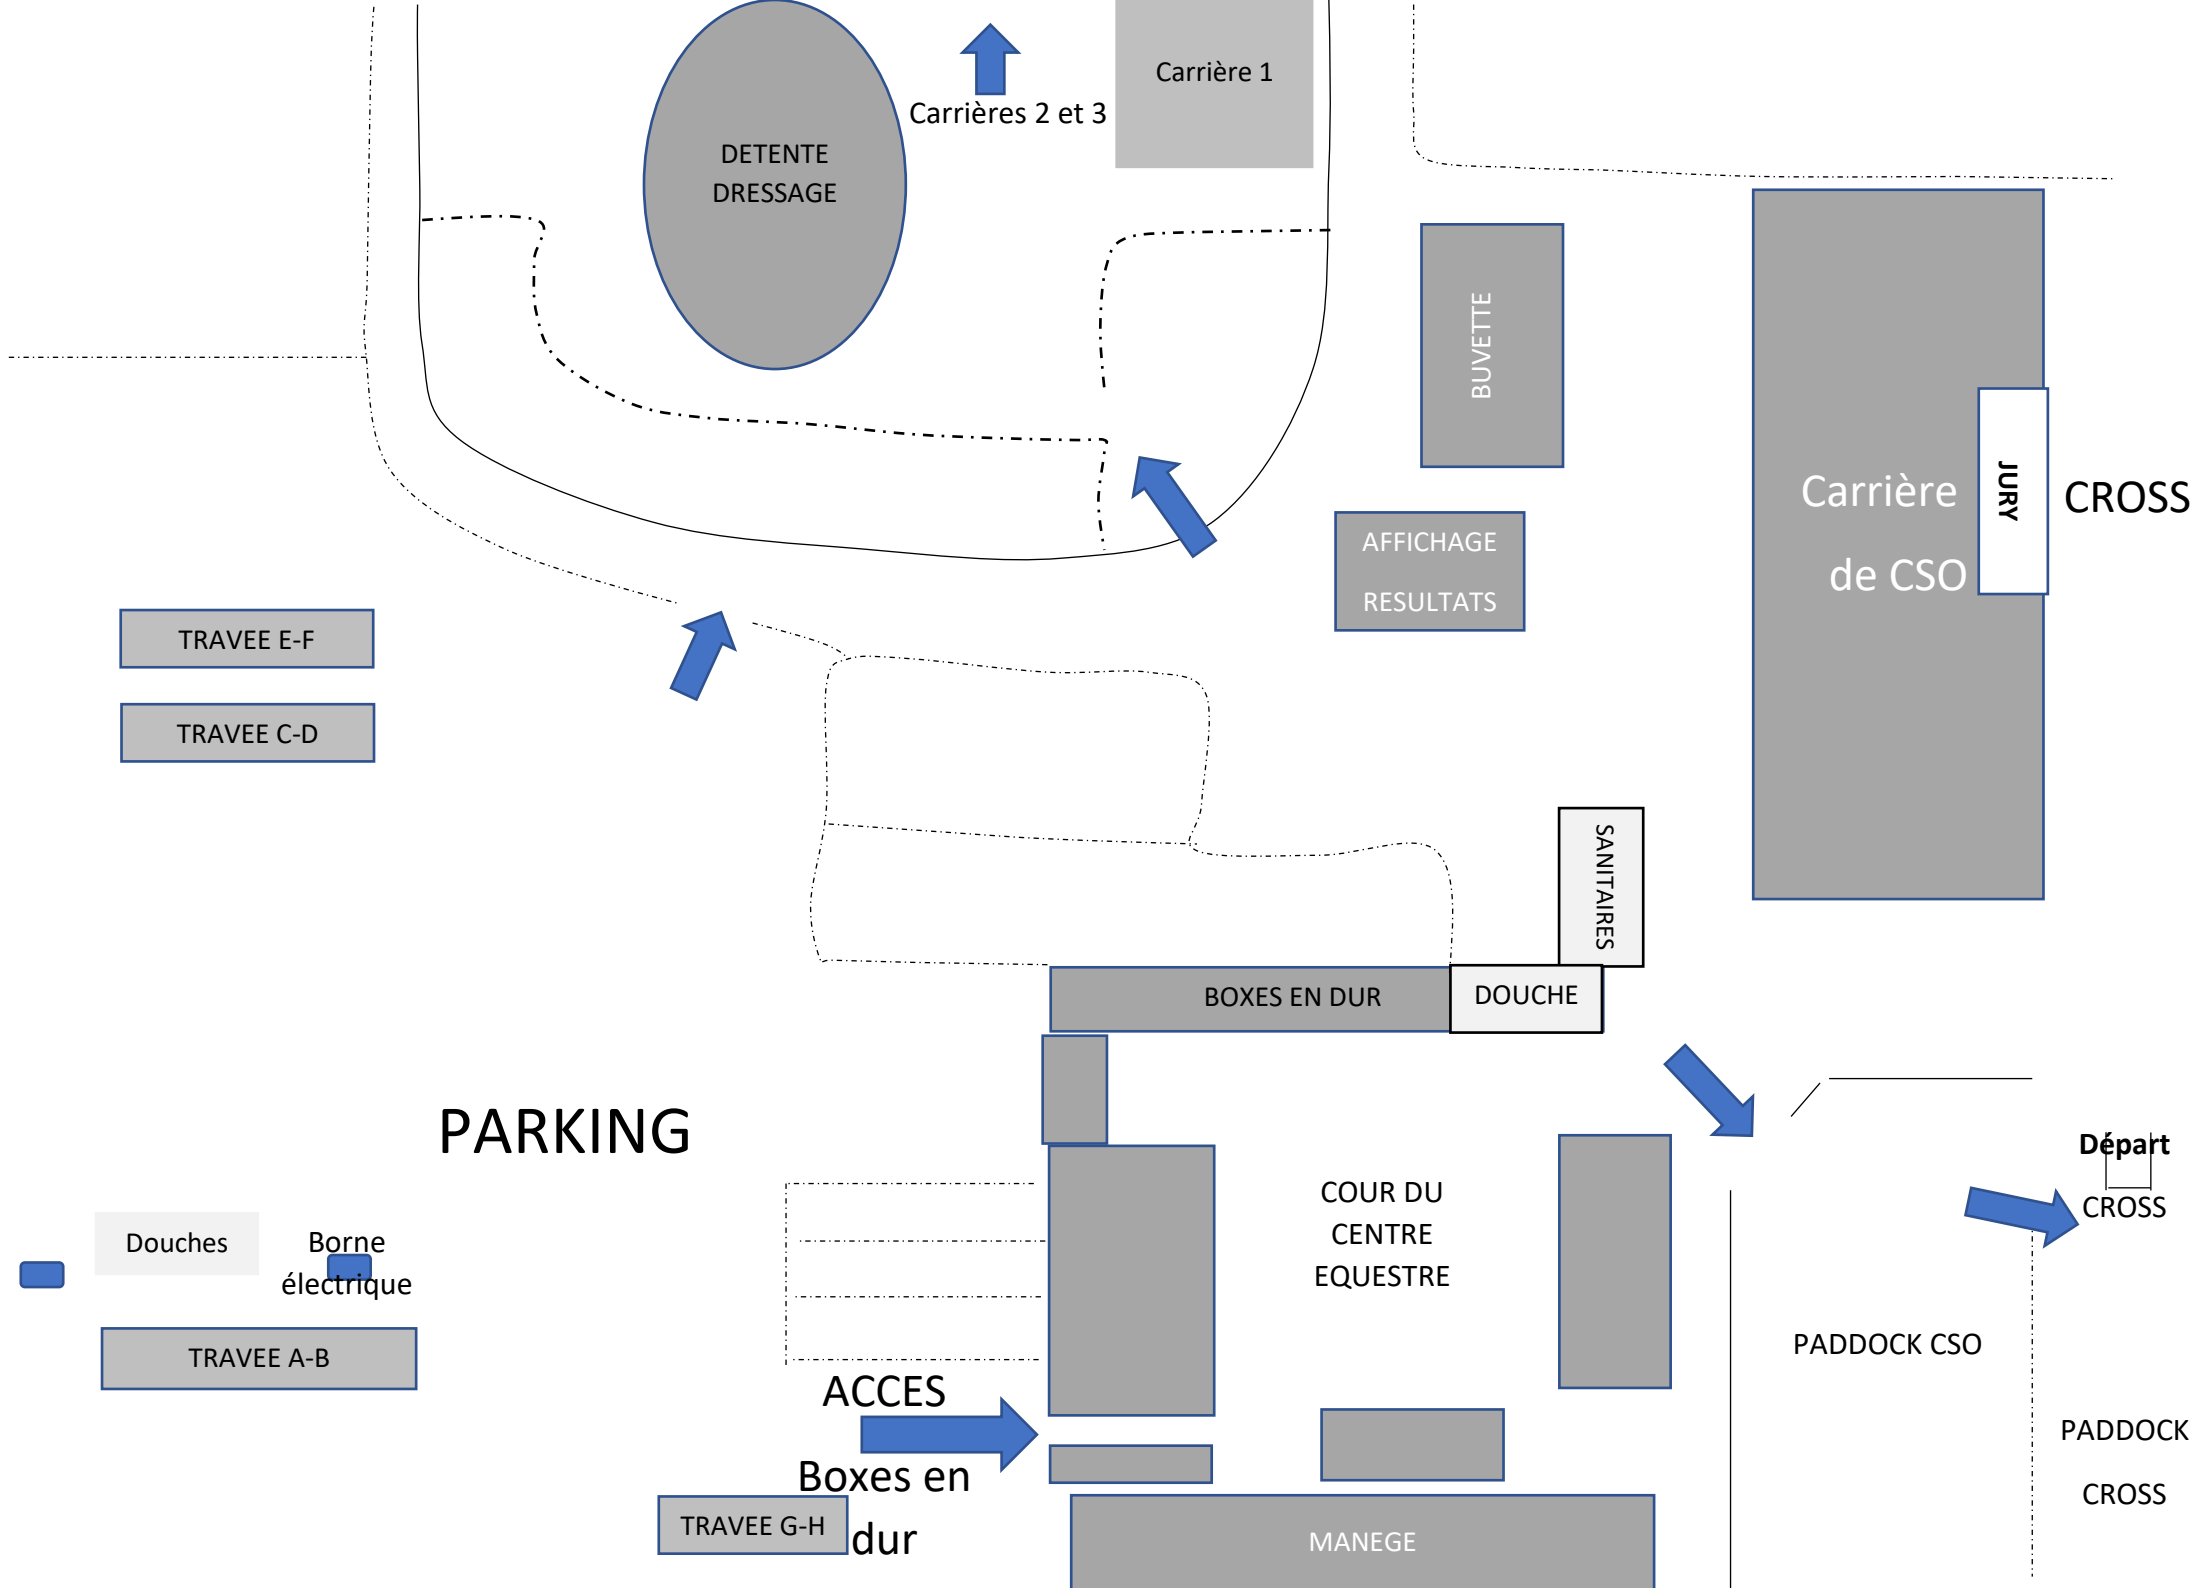 Carrière 1
Carrières 2 et 3
DETENTE
DRESSAGE
BUVETTE
Carrière
de CSO
JURY
CROSS
AFFICHAGE
RESULTATS
TRAVEE E-F
TRAVEE C-D
SANITAIRES
BOXES EN DUR
DOUCHE
PARKING
Départ
CROSS
COUR DU
CENTRE
EQUESTRE
Douches
Borne
électrique
TRAVEE A-B
PADDOCK CSO
ACCES
Boxes en
dur
PADDOCK
CROSS
TRAVEE G-H
MANEGE